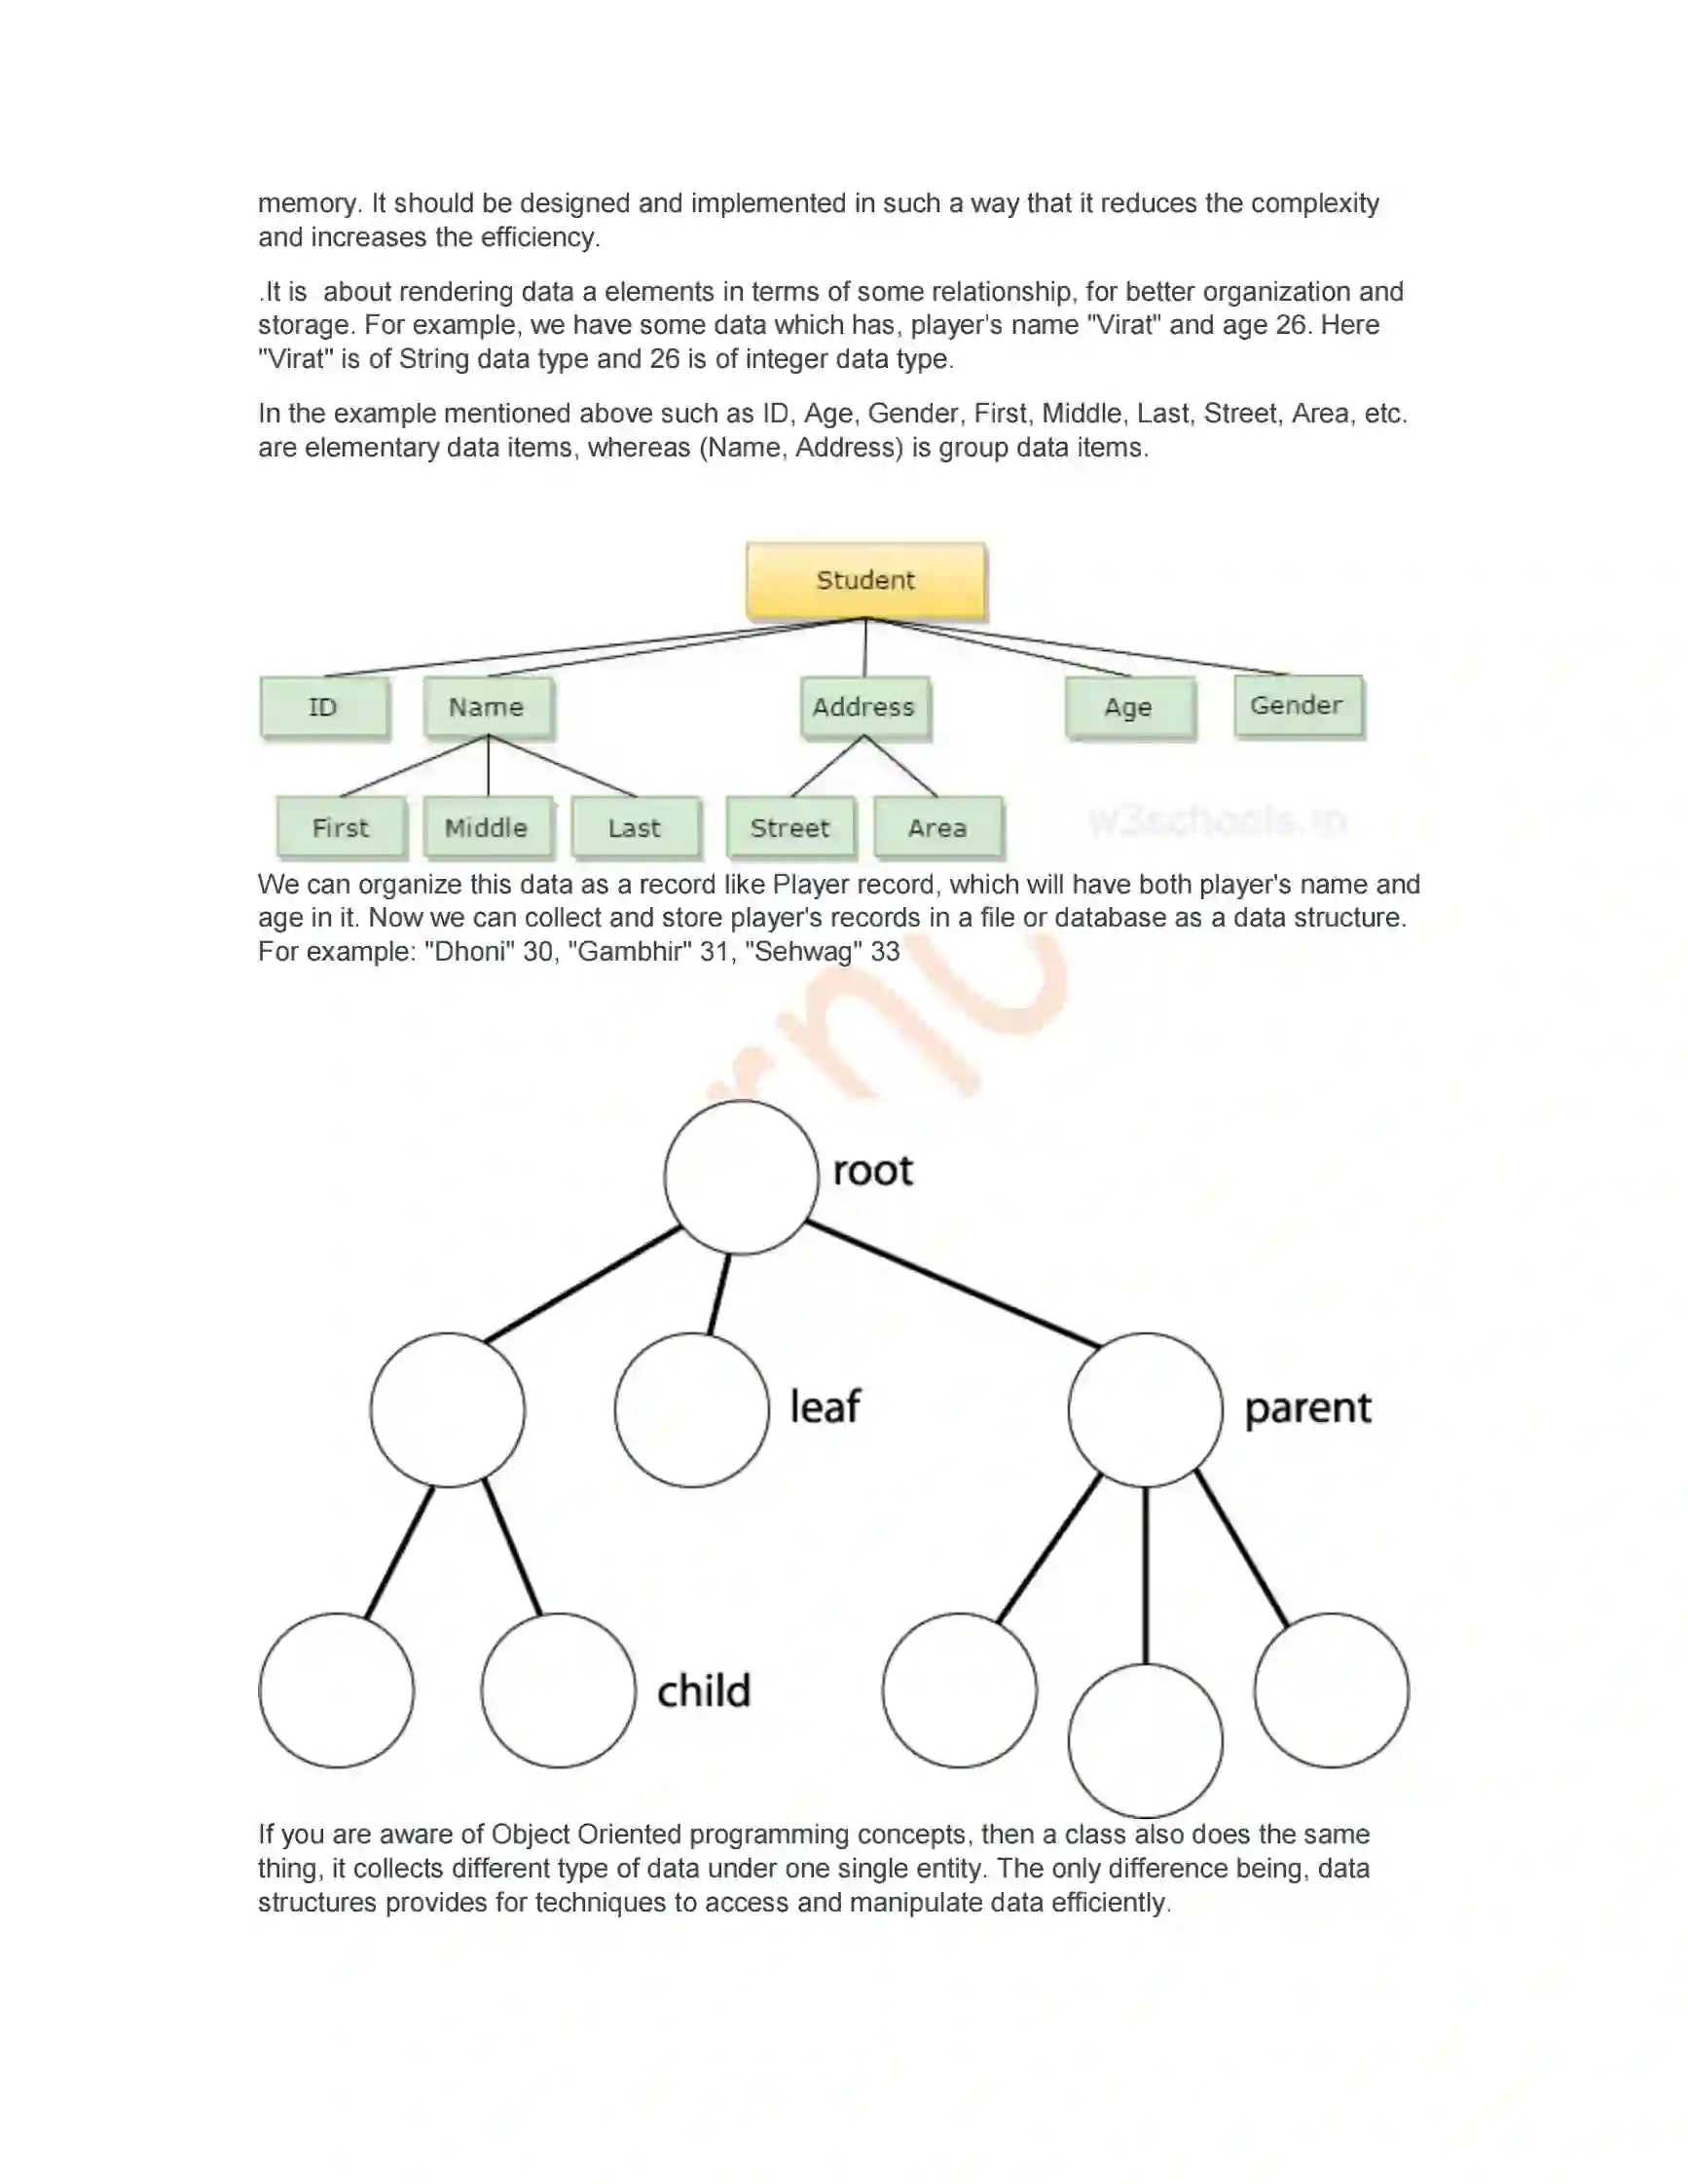 memory. It should be designed and implemented in such a way that it reduces the complexity
and increases the efficiency.
.It is  about rendering data a elements in terms of some relationship, for better organization and
storage. For example, we have some data which has, player's name "Virat" and age 26. Here
"Virat" is of String data type and 26 is of integer data type.
In the example mentioned above such as ID, Age, Gender, First, Middle, Last, Street, Area, etc.
are elementary data items, whereas (Name, Address) is group data items.
Student
ID Name Address Age Gender
First Middle Last Street Area
w3schools.in
We can organize this data as a record like Player record, which will have both player's name and
age in it. Now we can collect and store player's records in a file or database as a data structure.
For example: "Dhoni" 30, "Gambhir" 31, "Sehwag" 33
root
leaf parent
child
If you are aware of Object Oriented programming concepts, then a class also does the same
thing, it collects different type of data under one single entity. The only difference being, data
structures provides for techniques to access and manipulate data efficiently.